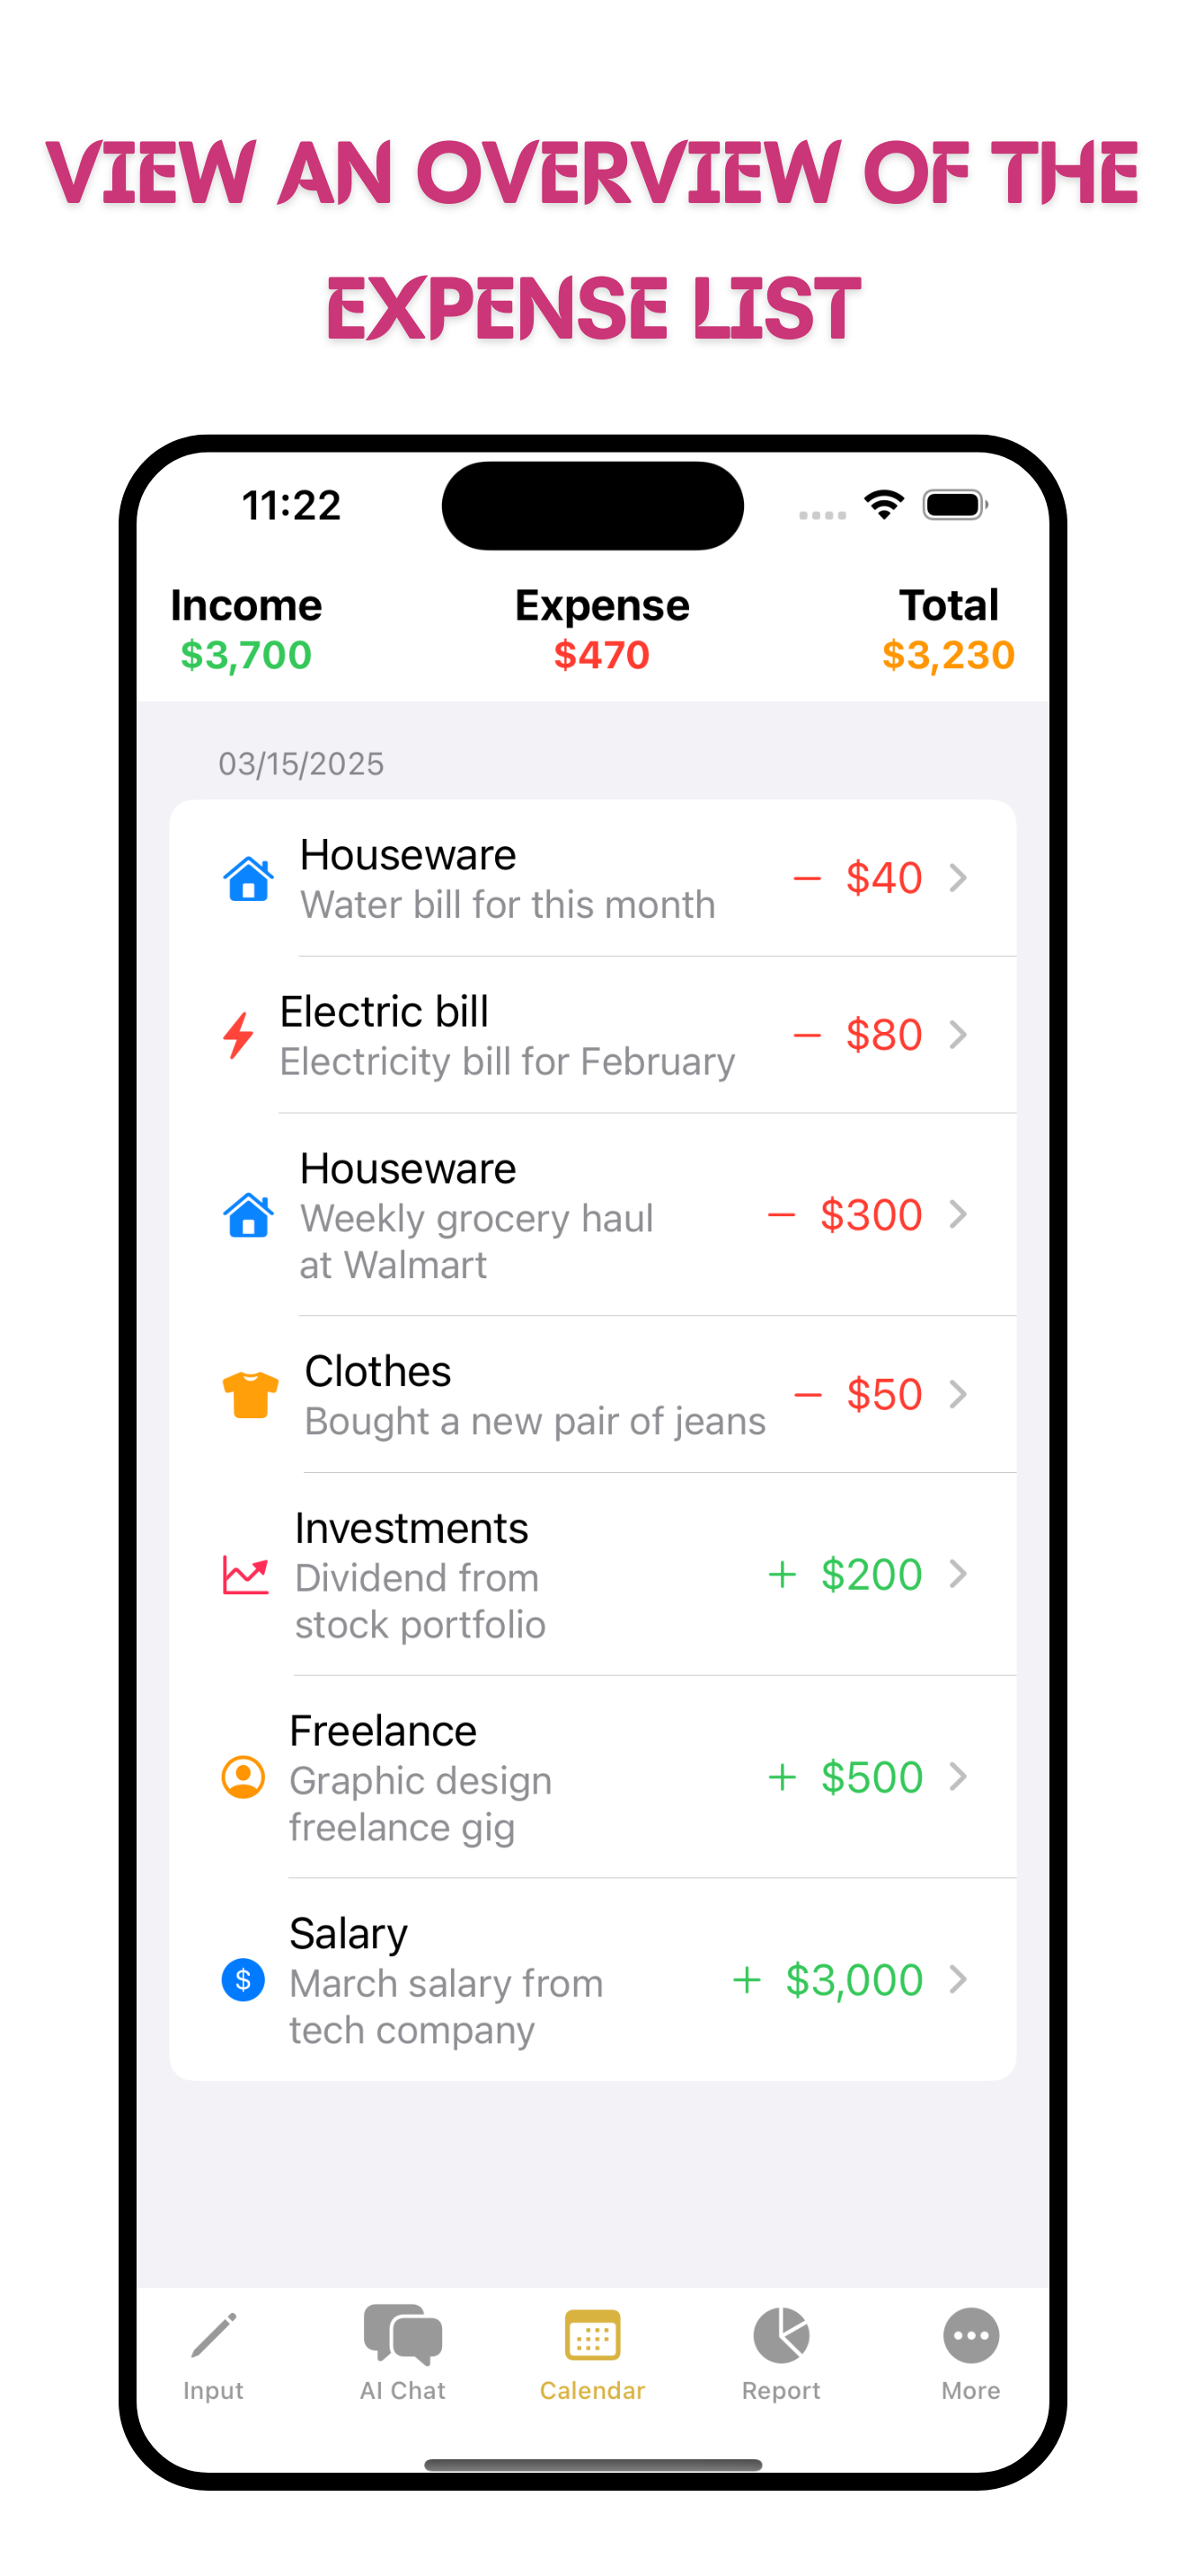 VIEW AN OVERVIEW OF THE
EXPENSE LIST
11:22
Income Expense Total
$3,700 $470 $3,230
03/15/2025
Houseware
Water bill for this month
− $40
Electric bill
Electricity bill for February
− $80
Houseware
Weekly grocery haul
at Walmart
− $300
Clothes
Bought a new pair of jeans
− $50
Investments
Dividend from
stock portfolio
+ $200
Freelance
Graphic design
freelance gig
+ $500
$
Salary
March salary from
tech company
+ $3,000
Input AI Chat Calendar Report More